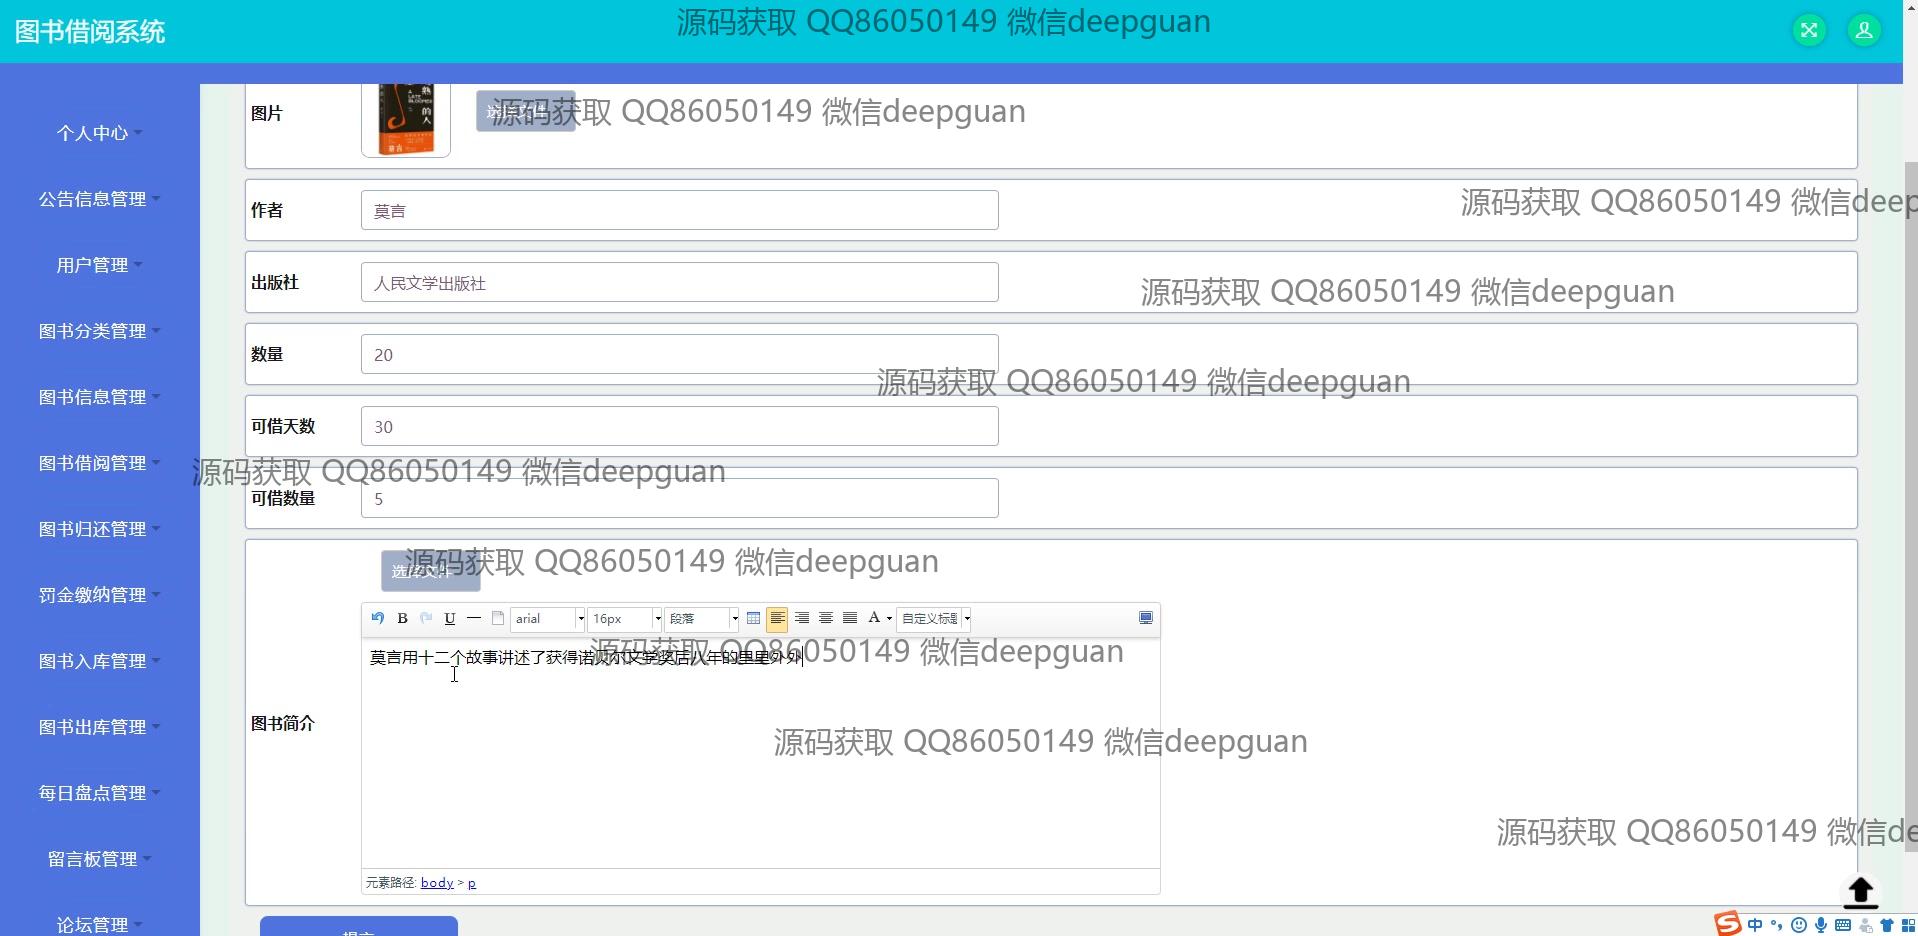 图书借阅系统
源码获取 QQ86050149 微信deepguan
个人中心
公告信息管理
用户管理
图书分类管理
图书信息管理
图书借阅管理
图书归还管理
罚金缴纳管理
图书入库管理
图书出库管理
每日盘点管理
留言板管理
论坛管理
图片
熟的人
A LATE BLOOMER
莫言
选择文件
源码获取 QQ86050149 微信deepguan
作者
莫言
源码获取 QQ86050149 微信deep
出版社
人民文学出版社
源码获取 QQ86050149 微信deepguan
数量
20
源码获取 QQ86050149 微信deepguan
可借天数
30
源码获取 QQ86050149 微信deepguan
可借数量
5
选择文件
源码获取 QQ86050149 微信deepguan
B U arial 16px 段落 A 自定义标题
莫言用十二个故事讲述了获得诺贝尔文学奖后八年的里里外外
源码获取 QQ86050149 微信deepguan
图书简介
源码获取 QQ86050149 微信deepguan
源码获取 QQ86050149 微信de
元素路径: body > p
提交
中